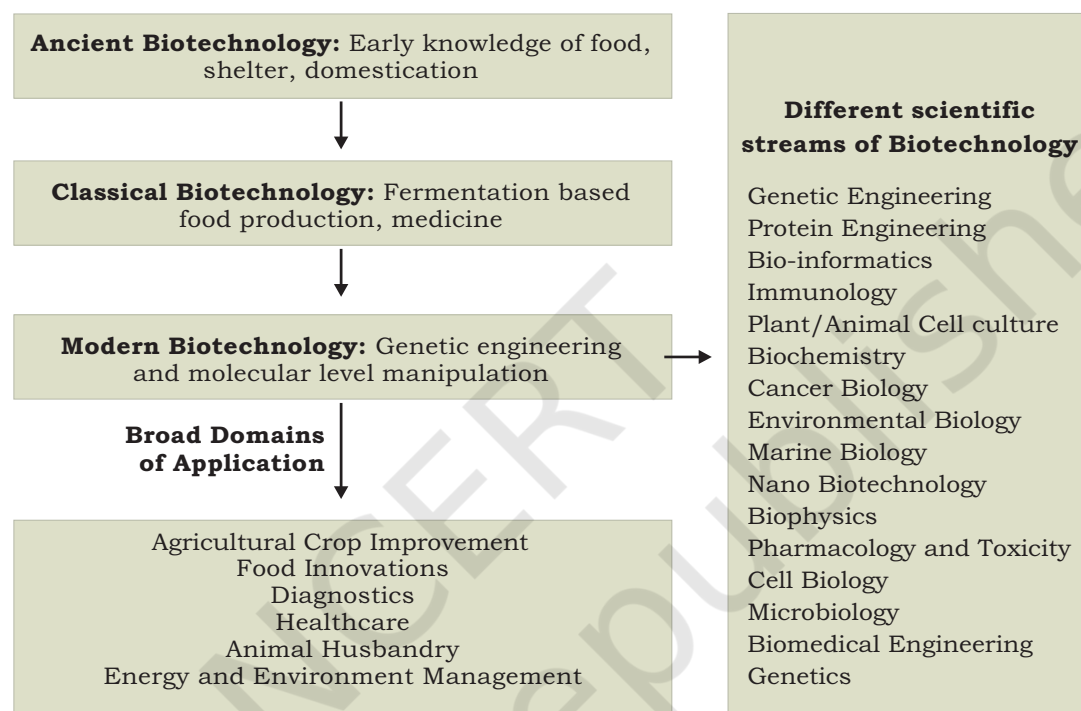 Ancient Biotechnology: Early knowledge of food,
shelter, domestication
Classical Biotechnology: Fermentation based
food production, medicine
Modern Biotechnology: Genetic engineering
and molecular level manipulation
Broad Domains
of Application
Agricultural Crop Improvement
Food Innovations
Diagnostics
Healthcare
Animal Husbandry
Energy and Environment Management
Different scientific
streams of Biotechnology
Genetic Engineering
Protein Engineering
Bio-informatics
Immunology
Plant/Animal Cell culture
Biochemistry
Cancer Biology
Environmental Biology
Marine Biology
Nano Biotechnology
Biophysics
Pharmacology and Toxicity
Cell Biology
Microbiology
Biomedical Engineering
Genetics
NCERT